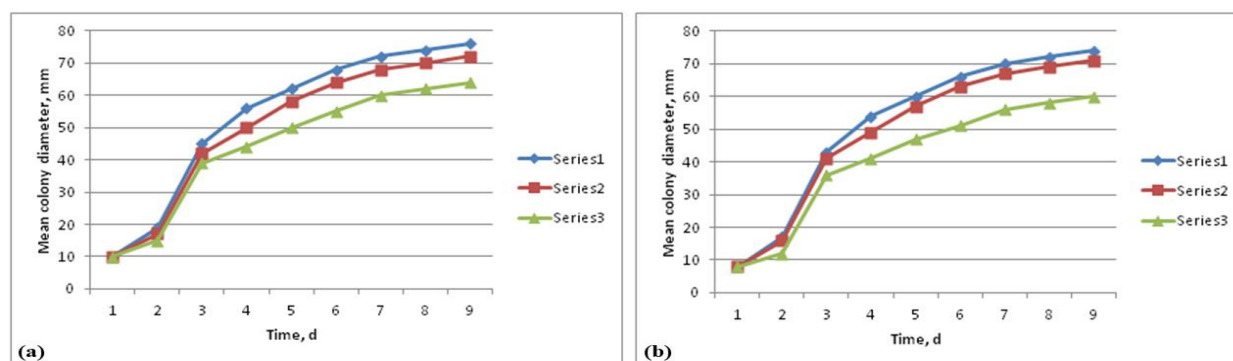 80
70
60
50
40
30
20
10
0
Mean colony diameter, mm
1 2 3 4 5 6 7 8 9
Time, d
Series1
Series2
Series3
(a)
80
70
60
50
40
30
20
10
0
Mean colony diameter, mm
1 2 3 4 5 6 7 8 9
Time, d
Series1
Series2
Series3
(b)